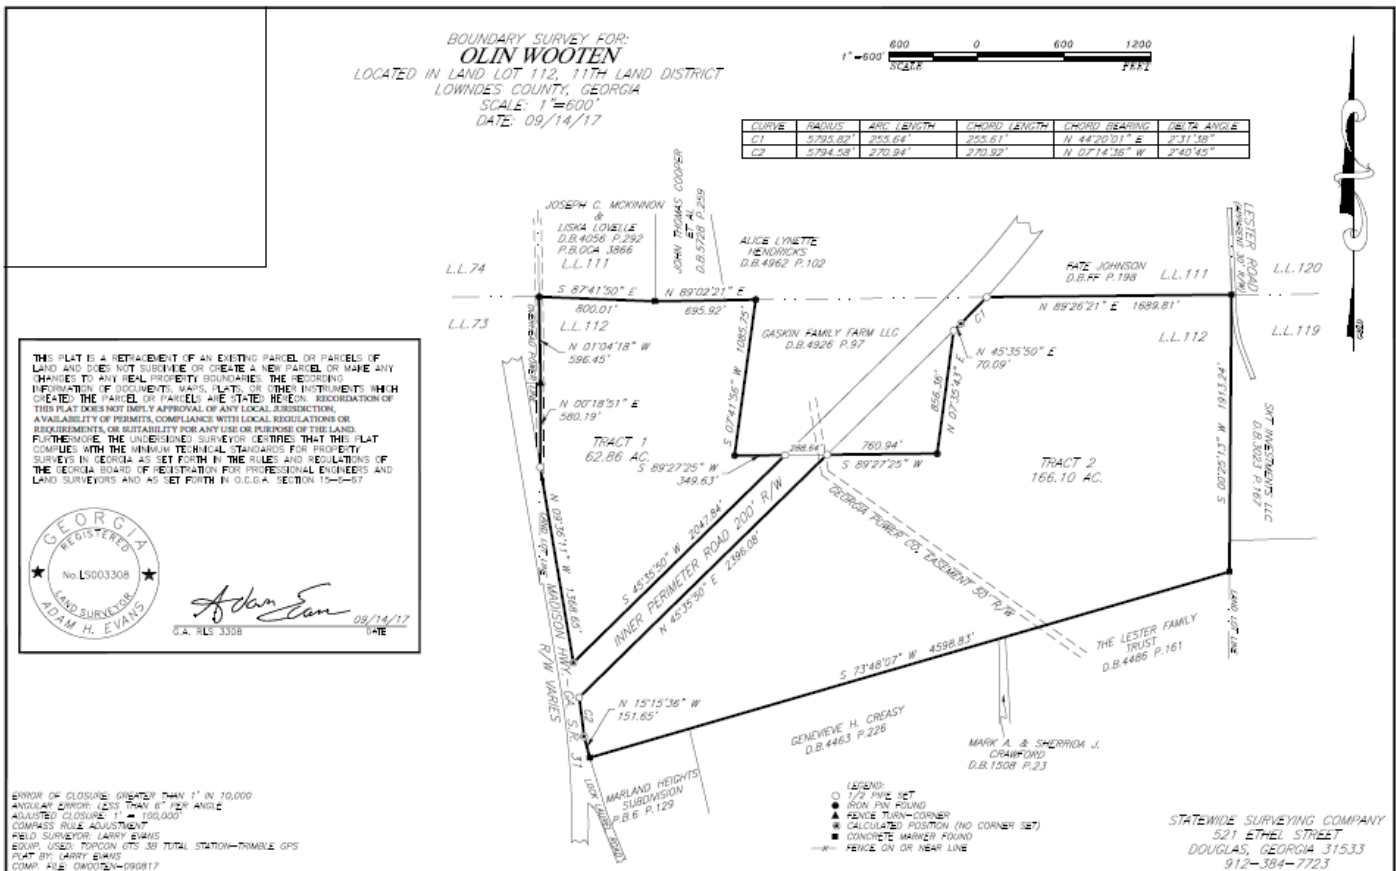 BOUNDARY SURVEY FOR:
OLIN WOOTEN
LOCATED IN LAND LOT 112, 11TH LAND DISTRICT
LOWNDES COUNTY, GEORGIA
SCALE: 1"=600'
DATE: 09/14/17
1"=600'
600 0 600 1200
SCALE FEET
CURVE RADIUS ARC LENGTH CHORD LENGTH CHORD BEARING DELTA ANGLE
C1 5795.82' 255.64' 255.61' N 44°20'01" E 2°31'38"
C2 5794.58' 270.94' 270.92' N 07°14'36" W 2°40'45"
JOSEPH C. MCKINNON
&
LISKA LOVELLE
D.B.4056 P.292
P.B.OCA 3866
L.L.111
JOHN THOMAS COOPER
ET AL
D.B.5728 P.259
ALICE LYNETTE
HENDRICKS
D.B.4962 P.102
L.L.74
L.L.73
L.L.112
S 87°41'50" E
800.01'
N 89°02'21" E
695.92'
FATE JOHNSON
D.B.FF P.198
L.L.111
L.L.120
N 89°26'21" E 1689.81'
L.L.112
L.L.119
LESTER ROAD
(APPARENT 30' R/W)
GASKIN FAMILY FARM LLC
D.B.4926 P.97
C1
N 45°35'50" E
70.09'
OVERHEAD POWER LINE
N 01°04'18" W
596.45'
N 00°18'51" E
580.19'
S 07°41'56" W 1085.75'
856.36'
N 07°35'43" E
TRACT 1
62.86 AC.
S 89°27'25" W
349.63'
288.64'
760.94'
S 89°27'25" W
TRACT 2
166.10 AC.
S 00°52'13" W 1913.24'
SKT INVESTMENTS LLC
D.B.3023 P.167
GEORGIA POWER CO. EASEMENT 50' R/W
N 09°36'11" W 1368.65'
LAND LOT LINE
MADISON HWY-GA S.R. 31
R/W VARIES
S 45°35'50" W 2047.84'
INNER PERIMETER ROAD 200' R/W
N 45°35'50" E 2396.08'
LAND LOT LINE
THE LESTER FAMILY
TRUST
D.B.4486 P.161
S 73°48'07" W 4598.83'
C2
N 15°15'36" W
151.65'
GENEVIEVE H. CREASY
D.B.4463 P.226
MARK A. & SHERRIDA J.
CRAWFORD
D.B.1508 P.23
MARLAND HEIGHTS
SUBDIVISION
P.B.6 P.129
THIS PLAT IS A RETRACEMENT OF AN EXISTING PARCEL OR PARCELS OF
LAND AND DOES NOT SUBDIVIDE OR CREATE A NEW PARCEL OR MAKE ANY
CHANGES TO ANY REAL PROPERTY BOUNDARIES. THE RECORDING
INFORMATION OF DOCUMENTS, MAPS, PLATS, OR OTHER INSTRUMENTS WHICH
CREATED THE PARCEL OR PARCELS ARE STATED HEREON. RECORDATION OF
THIS PLAT DOES NOT IMPLY APPROVAL OF ANY LOCAL JURISDICTION,
AVAILABILITY OF PERMITS, COMPLIANCE WITH LOCAL REGULATIONS OR
REQUIREMENTS, OR SUITABILITY FOR ANY USE OR PURPOSE OF THE LAND.
FURTHERMORE, THE UNDERSIGNED SURVEYOR CERTIFIES THAT THIS PLAT
COMPLIES WITH THE MINIMUM TECHNICAL STANDARDS FOR PROPERTY
SURVEYS IN GEORGIA AS SET FORTH IN THE RULES AND REGULATIONS OF
THE GEORGIA BOARD OF REGISTRATION FOR PROFESSIONAL ENGINEERS AND
LAND SURVEYORS AND AS SET FORTH IN O.C.G.A. SECTION 15-6-67
GEORGIA
REGISTERED
No.LS003308
LAND SURVEYOR
ADAM H. EVANS
Adam Evans
09/14/17
G.A. RLS 3308 DATE
ERROR OF CLOSURE: GREATER THAN 1' IN 10,000
ANGULAR ERROR: LESS THAN 6" PER ANGLE
ADJUSTED CLOSURE: 1' = 100,000'
COMPASS RULE ADJUSTMENT
FIELD SURVEYOR: LARRY EVANS
EQUIP. USED: TOPCON GTS 3B TOTAL STATION-TRIMBLE GPS
PLAT BY: LARRY EVANS
COMP. FILE: OWOOTEN-090817
LEGEND:
1/2 PIPE SET
IRON PIN FOUND
FENCE TURN-CORNER
CALCULATED POSITION (NO CORNER SET)
CONCRETE MARKER FOUND
FENCE ON OR NEAR LINE
STATEWIDE SURVEYING COMPANY
521 ETHEL STREET
DOUGLAS, GEORGIA 31533
912-384-7723